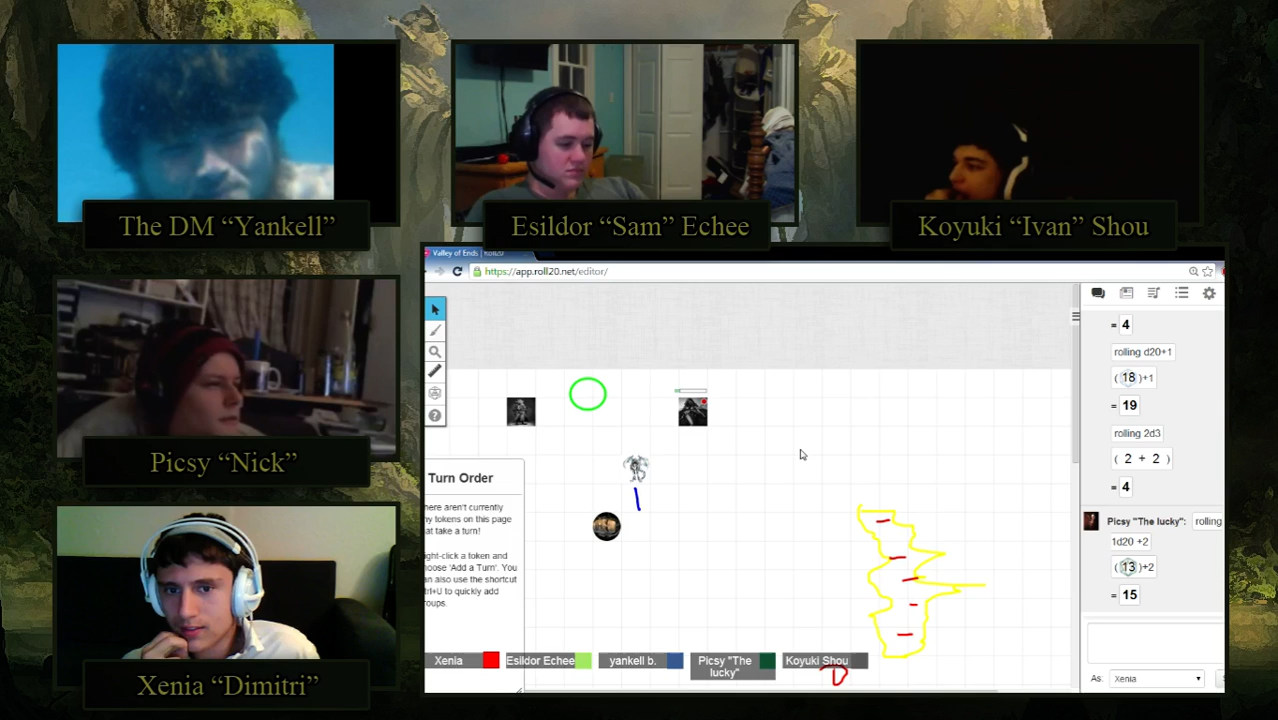 The DM “Yankell”
Esildor “Sam” Echee
Koyuki “Ivan” Shou
Picsy “Nick”
Xenia “Dimitri”
Valley of Ends | Roll20
https://app.roll20.net/editor/
= 4
rolling d20+1
(18)+1
= 19
rolling 2d3
( 2 + 2 )
= 4
Picsy "The lucky": rolling
1d20 +2
(13)+2
= 15
As: Xenia
Turn Order
here aren't currently
ny tokens on this page
at take a turn!
ight-click a token and
hoose 'Add a Turn'. You
an also use the shortcut
trl+U to quickly add
roups.
Xenia
Esildor Echee
yankell b.
Picsy "The
lucky"
Koyuki Shou
D